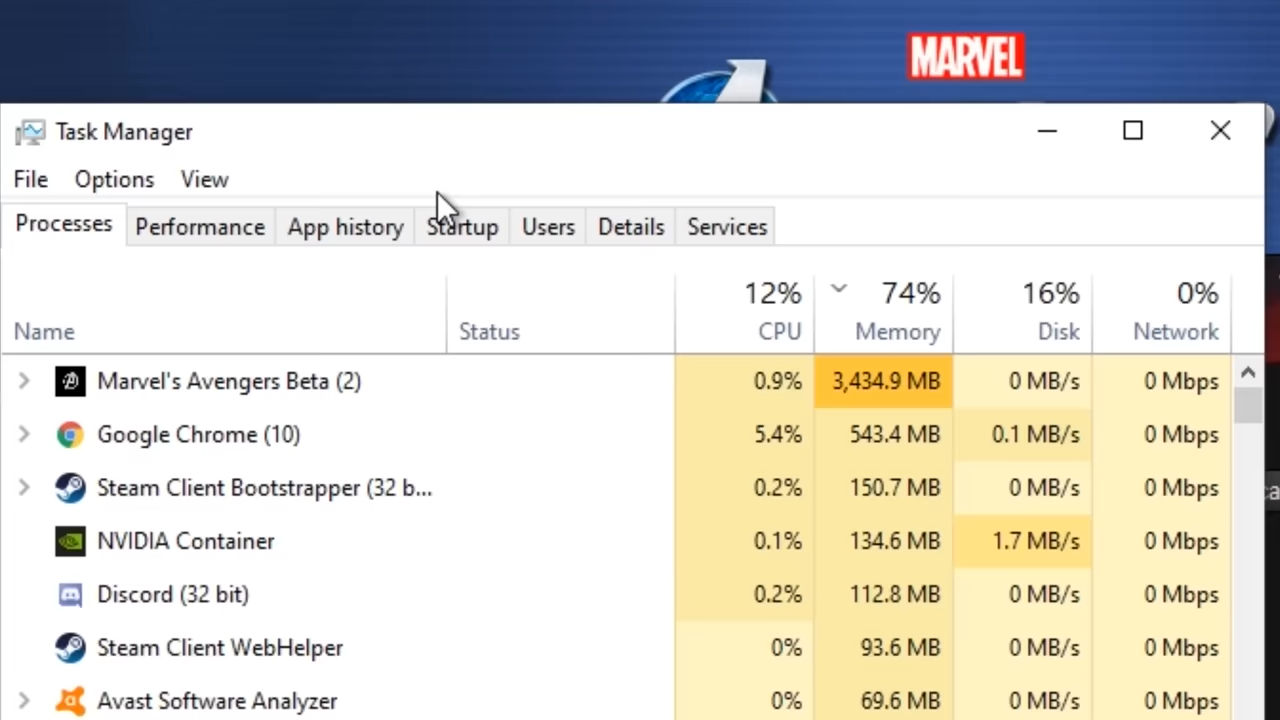 MARVEL
Task Manager
File Options View
Processes Performance App history Startup Users Details Services
12% 74% 16% 0%
Name Status CPU Memory Disk Network
Marvel's Avengers Beta (2) 0.9% 3,434.9 MB 0 MB/s 0 Mbps
Google Chrome (10) 5.4% 543.4 MB 0.1 MB/s 0 Mbps
Steam Client Bootstrapper (32 b... 0.2% 150.7 MB 0 MB/s 0 Mbps
NVIDIA Container 0.1% 134.6 MB 1.7 MB/s 0 Mbps
Discord (32 bit) 0.2% 112.8 MB 0 MB/s 0 Mbps
Steam Client WebHelper 0% 93.6 MB 0 MB/s 0 Mbps
Avast Software Analyzer 0% 69.6 MB 0 MB/s 0 Mbps